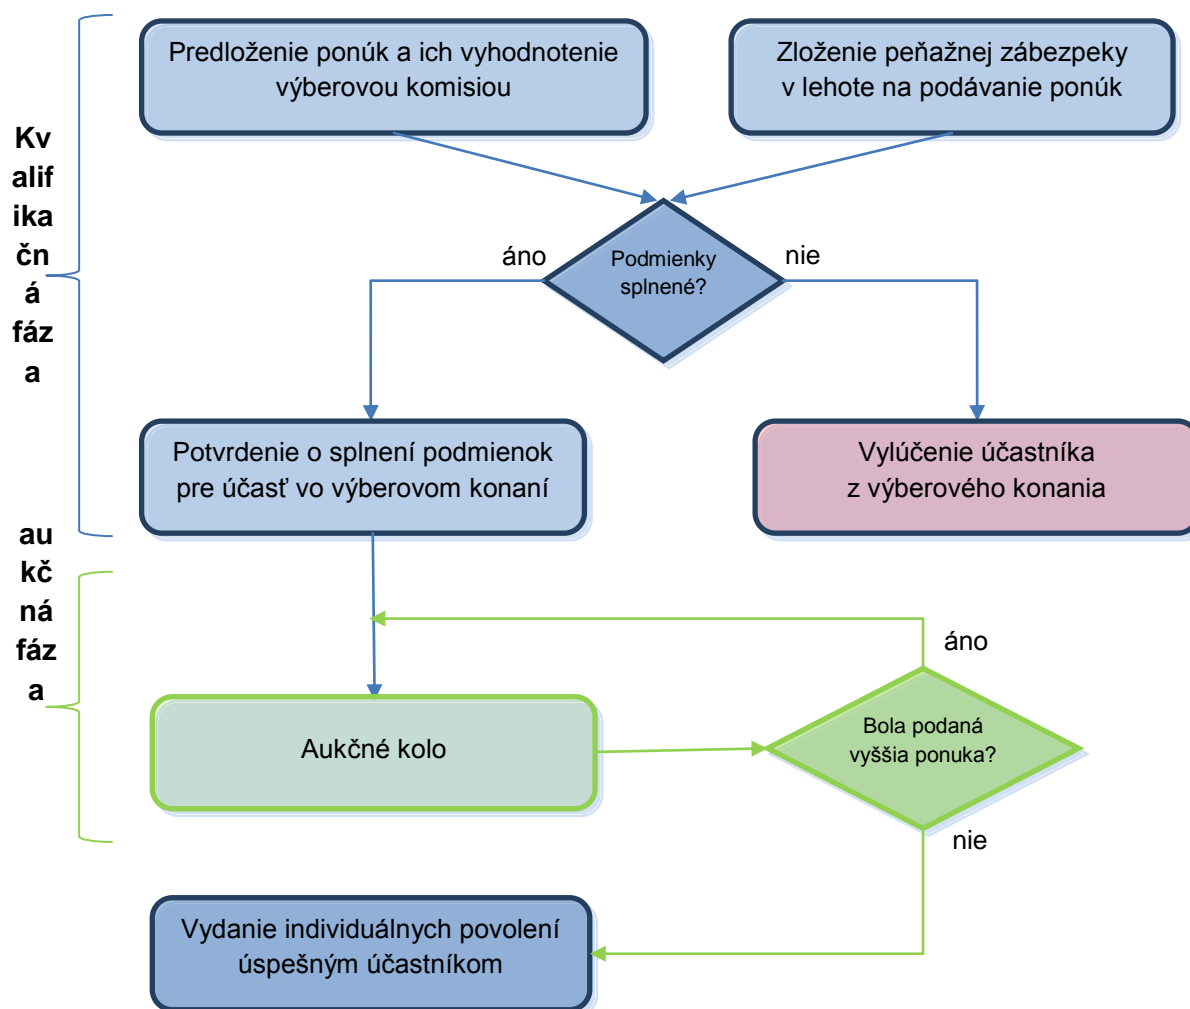 Predloženie ponúk a ich vyhodnotenie
výberovou komisiou
Zloženie peňažnej zábezpeky
v lehote na podávanie ponúk
Kv
alif
ika
čn
á
fáz
a
áno
Podmienky
splnené?
nie
Potvrdenie o splnení podmienok
pre účasť vo výberovom konaní
Vylúčenie účastníka
z výberového konania
au
kč
ná
fáz
a
áno
Aukčné kolo
Bola podaná
vyššia ponuka?
nie
Vydanie individuálnych povolení
úspešným účastníkom